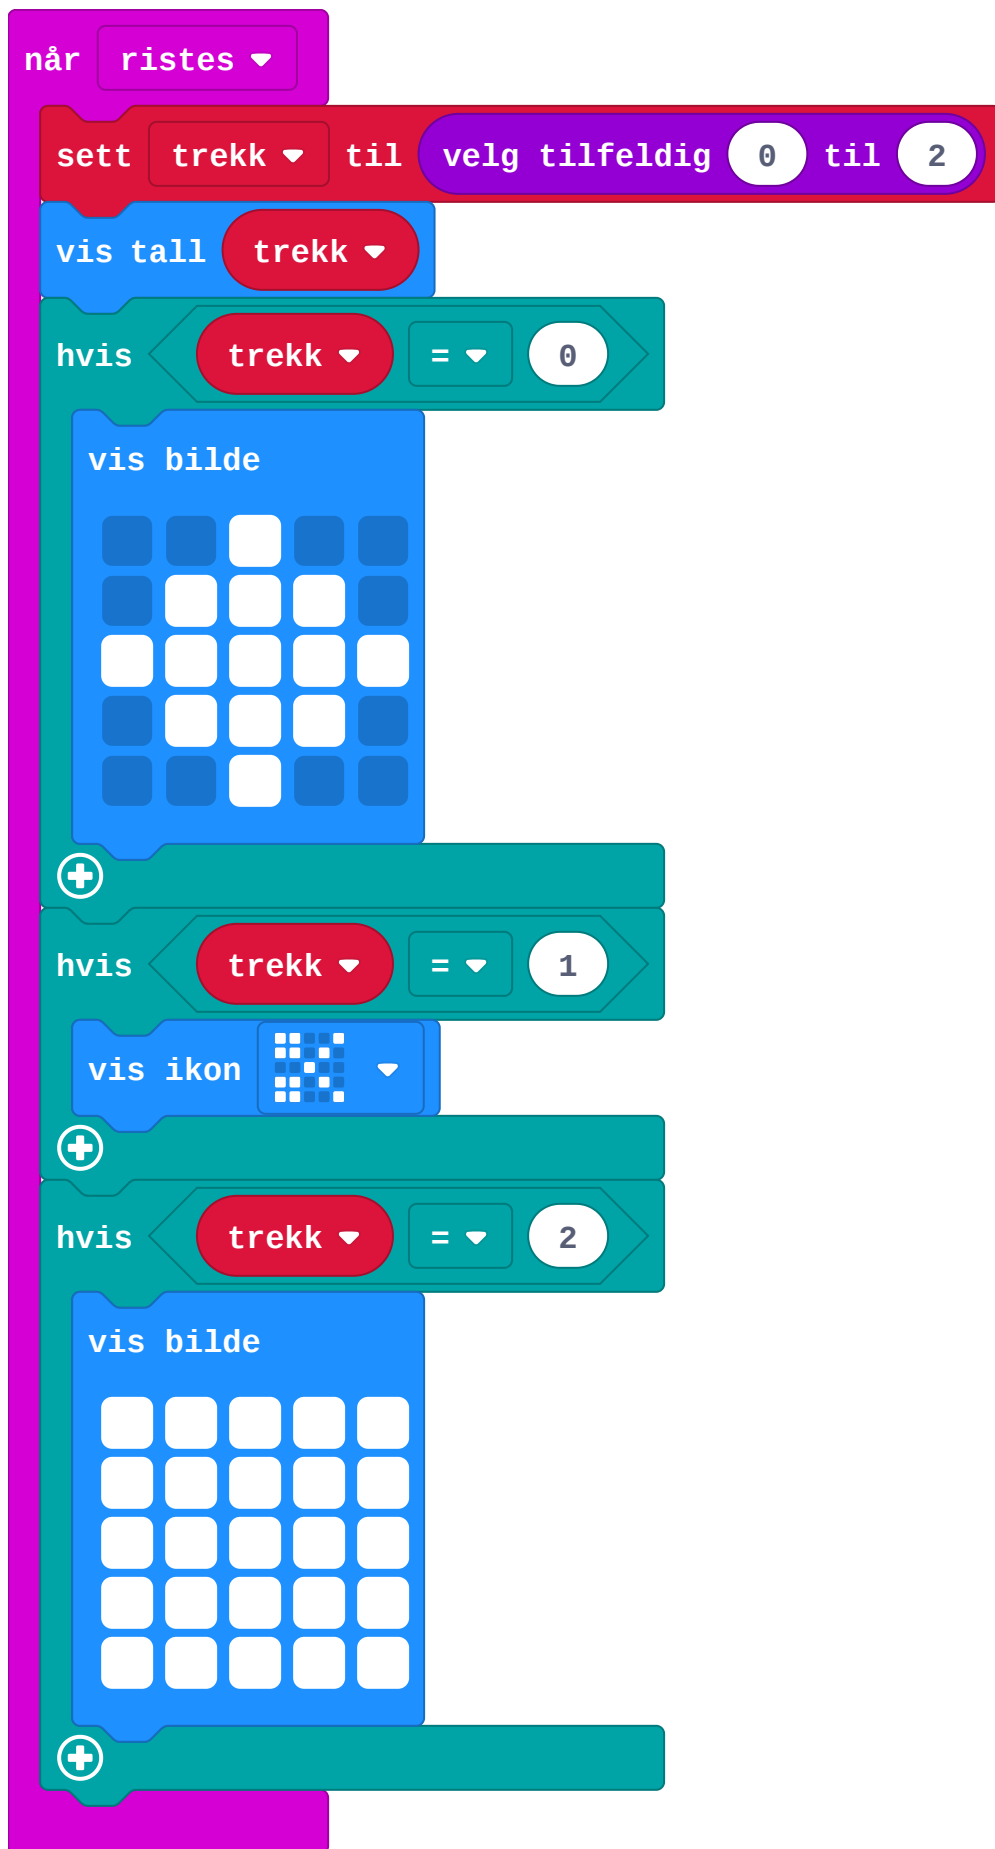 når ristes
sett trekk til velg tilfeldig 0 til 2
vis tall trekk
hvis trekk = 0
vis bilde
hvis trekk = 1
vis ikon
hvis trekk = 2
vis bilde